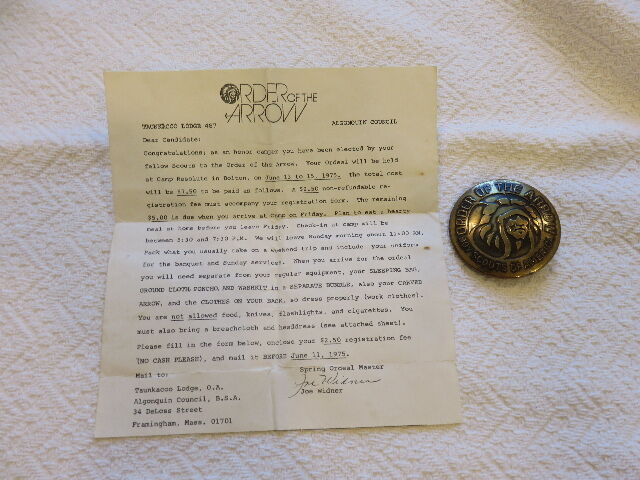 ORDER OF THE
ARROW
TAUNKACOO LODGE 487 ALGONQUIN COUNCIL
Dear Candidate:
Congratulations; as an honor camper you have been elected by your
fellow Scouts to the Order of the Arrow. Your Ordeal will be held
at Camp Resolute in Bolton, on June 13 to 15, 1975. The total cost
will be $7.50 to be paid as follows. A $2.50 non-refundable re-
gistration fee must accompany your registration form. The remaining
$5.00 is due when you arrive at Camp on Friday. Plan to eat a hearty
meal at home before you leave Friday. Check-in at camp will be
between 5:30 and 7:30 P.M. We will leave Sunday morning about 11:00 AM.
Pack what you usually take on a weekend trip and include your uniform
for the banquet and Sunday services. When you arrive for the ordeal
you will need separate from your regular equipment, your SLEEPING BAG,
GROUND CLOTH, PONCHO, AND WASHKIT in a SEPARATE BUNDLE, also your CARVED
ARROW, and the CLOTHES ON YOUR BACK, so dress properly (work clothes).
You are not allowed food, knives, flashlights, and cigarettes. You
must also bring a breachcloth and headdress (see attached sheet).
Please fill in the form below, enclose your $2.50 registration fee
(NO CASH PLEASE), and mail it BEFORE June 11, 1975.
Mail to: Spring Ordeal Master
Joe Widner
Taunkacoo Lodge, O.A. Joe Widner
Algonquin Council, B.S.A.
34 DeLoss Street
Framingham, Mass. 01701
ORDER OF THE ARROW
BOY SCOUTS OF AMERICA